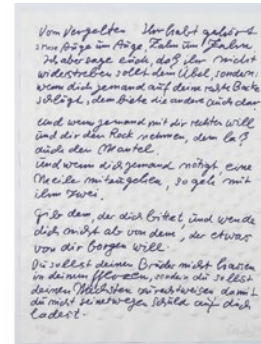 Vom Vergelten Ihr habt gehört
Auge um Auge, Zahn um Zahn.
Ich aber sage euch, daß ihr nicht
widerstreben sollt dem Übel, sondern:
wenn dich jemand auf deine rechte Backe
schlägt, dem biete die andere auch dar
und wenn jemand mit dir rechten will
und dir den Rock nehmen, dem laß
auch den Mantel.
und wenn dich jemand nötigt, eine
Meile mitzugehen, so geh mit
ihm zwei.
Gib dem, der dich bittet, und wende
dich nicht ab von dem, der etwas
von dir borgen will.
Du sollst deinen Bruder nicht hassen
in deinem Herzen, sondern du sollst
deinen Nächsten zurechtweisen damit
du nicht seinetwegen Schuld auf dich
ladest.